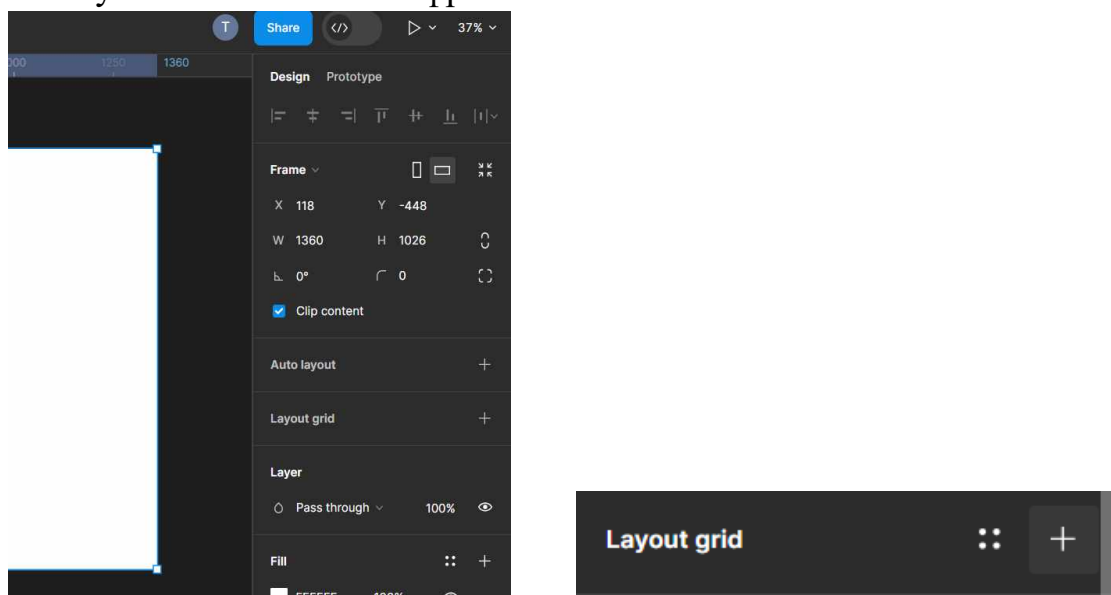 T Share </> 37%
1250 1360
Design Prototype
Frame
X 118 Y -448
W 1360 H 1026
0° 0
Clip content
Auto layout
Layout grid
Layer
Pass through 100%
Fill
Layout grid